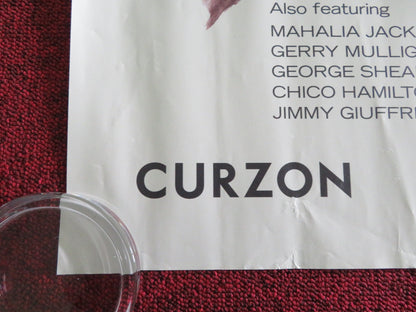 Also featuring
MAHALIA JACK
GERRY MULLIG
GEORGE SHEA
CHICO HAMILTO
JIMMY GIUFFR
CURZON